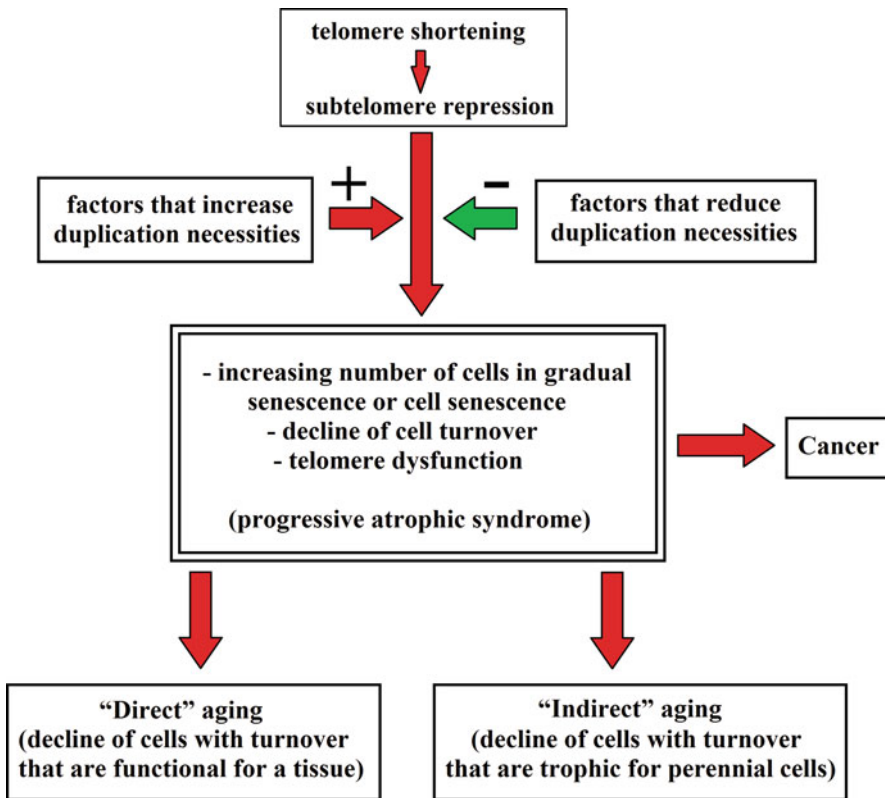 telomere shortening
subtelomere repression
+
−
factors that increase
duplication necessities
factors that reduce
duplication necessities
- increasing number of cells in gradual
senescence or cell senescence
- decline of cell turnover
- telomere dysfunction
(progressive atrophic syndrome)
Cancer
“Direct” aging
(decline of cells with turnover
that are functional for a tissue)
“Indirect” aging
(decline of cells with turnover
that are trophic for perennial cells)